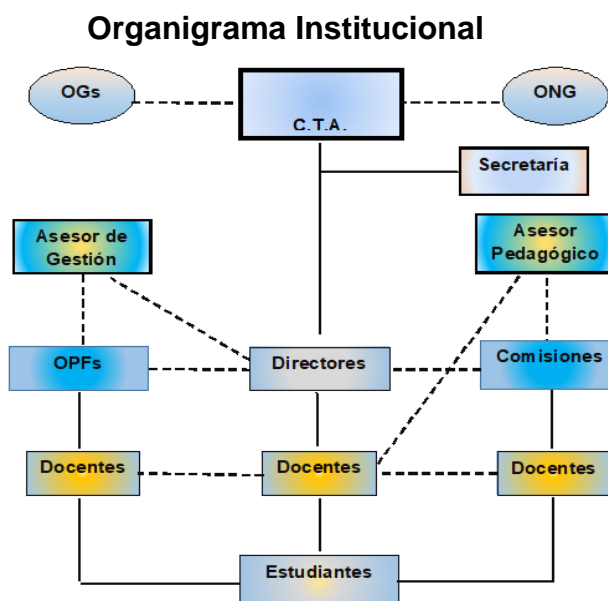 Organigrama Institucional
OGs
C.T.A.
ONG
Secretaría
Asesor de
Gestión
Asesor
Pedagógico
OPFs
Directores
Comisiones
Docentes
Docentes
Docentes
Estudiantes